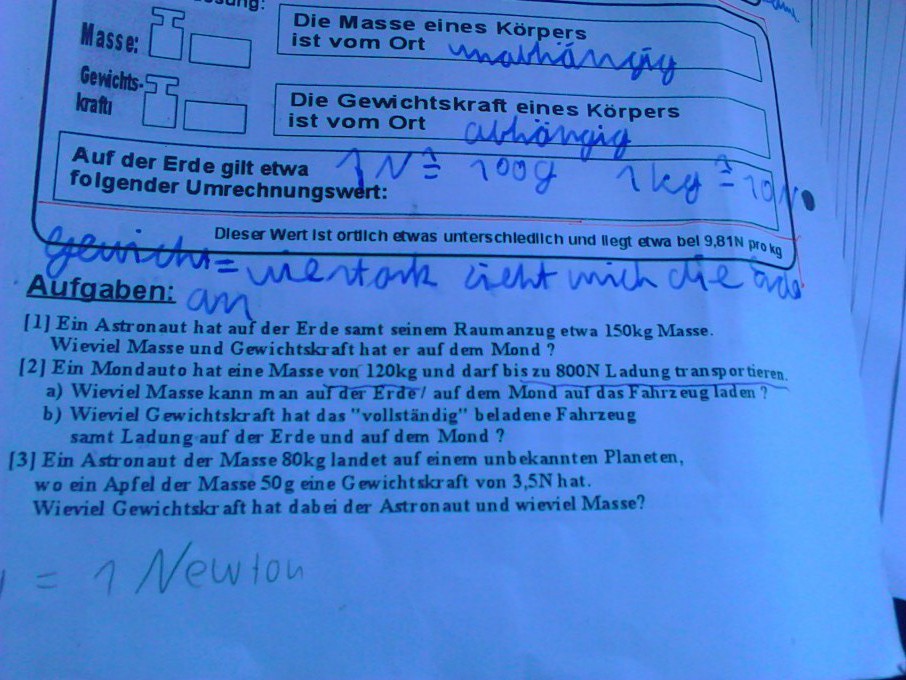 Masse:
Die Masse eines Körpers
ist vom Ort unabhängig
Gewichts-
kraft:
Die Gewichtskraft eines Körpers
ist vom Ort abhängig
Auf der Erde gilt etwa
folgender Umrechnungswert: 1N ≙ 100g 1kg ≙ 10N
Dieser Wert ist örtlich etwas unterschiedlich und liegt etwa bei 9,81N pro kg
Gewicht = wie stark zieht mich die Erde
an
Aufgaben:
[1] Ein Astronaut hat auf der Erde samt seinem Raumanzug etwa 150kg Masse.
Wieviel Masse und Gewichtskraft hat er auf dem Mond ?
[2] Ein Mondauto hat eine Masse von 120kg und darf bis zu 800N Ladung transportieren.
a) Wieviel Masse kann man auf der Erde / auf dem Mond auf das Fahrzeug laden ?
b) Wieviel Gewichtskraft hat das "vollständig" beladene Fahrzeug
samt Ladung auf der Erde und auf dem Mond ?
[3] Ein Astronaut der Masse 80kg landet auf einem unbekannten Planeten,
wo ein Apfel der Masse 50g eine Gewichtskraft von 3,5N hat.
Wieviel Gewichtskraft hat dabei der Astronaut und wieviel Masse?
= 1 Newton